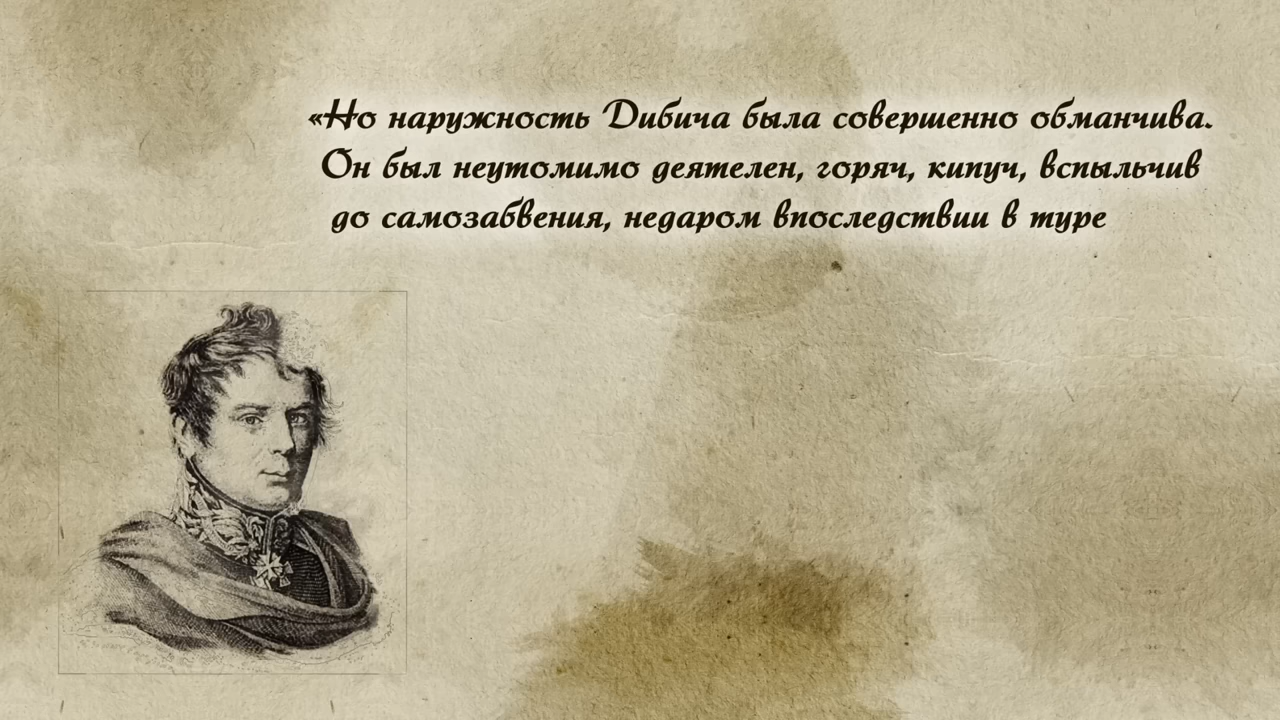 «Но наружность Дибича была совершенно обманчива.
Он был неутомимо деятелен, горяч, кипуч, вспыльчив
до самозабвения, недаром впоследствии в туре